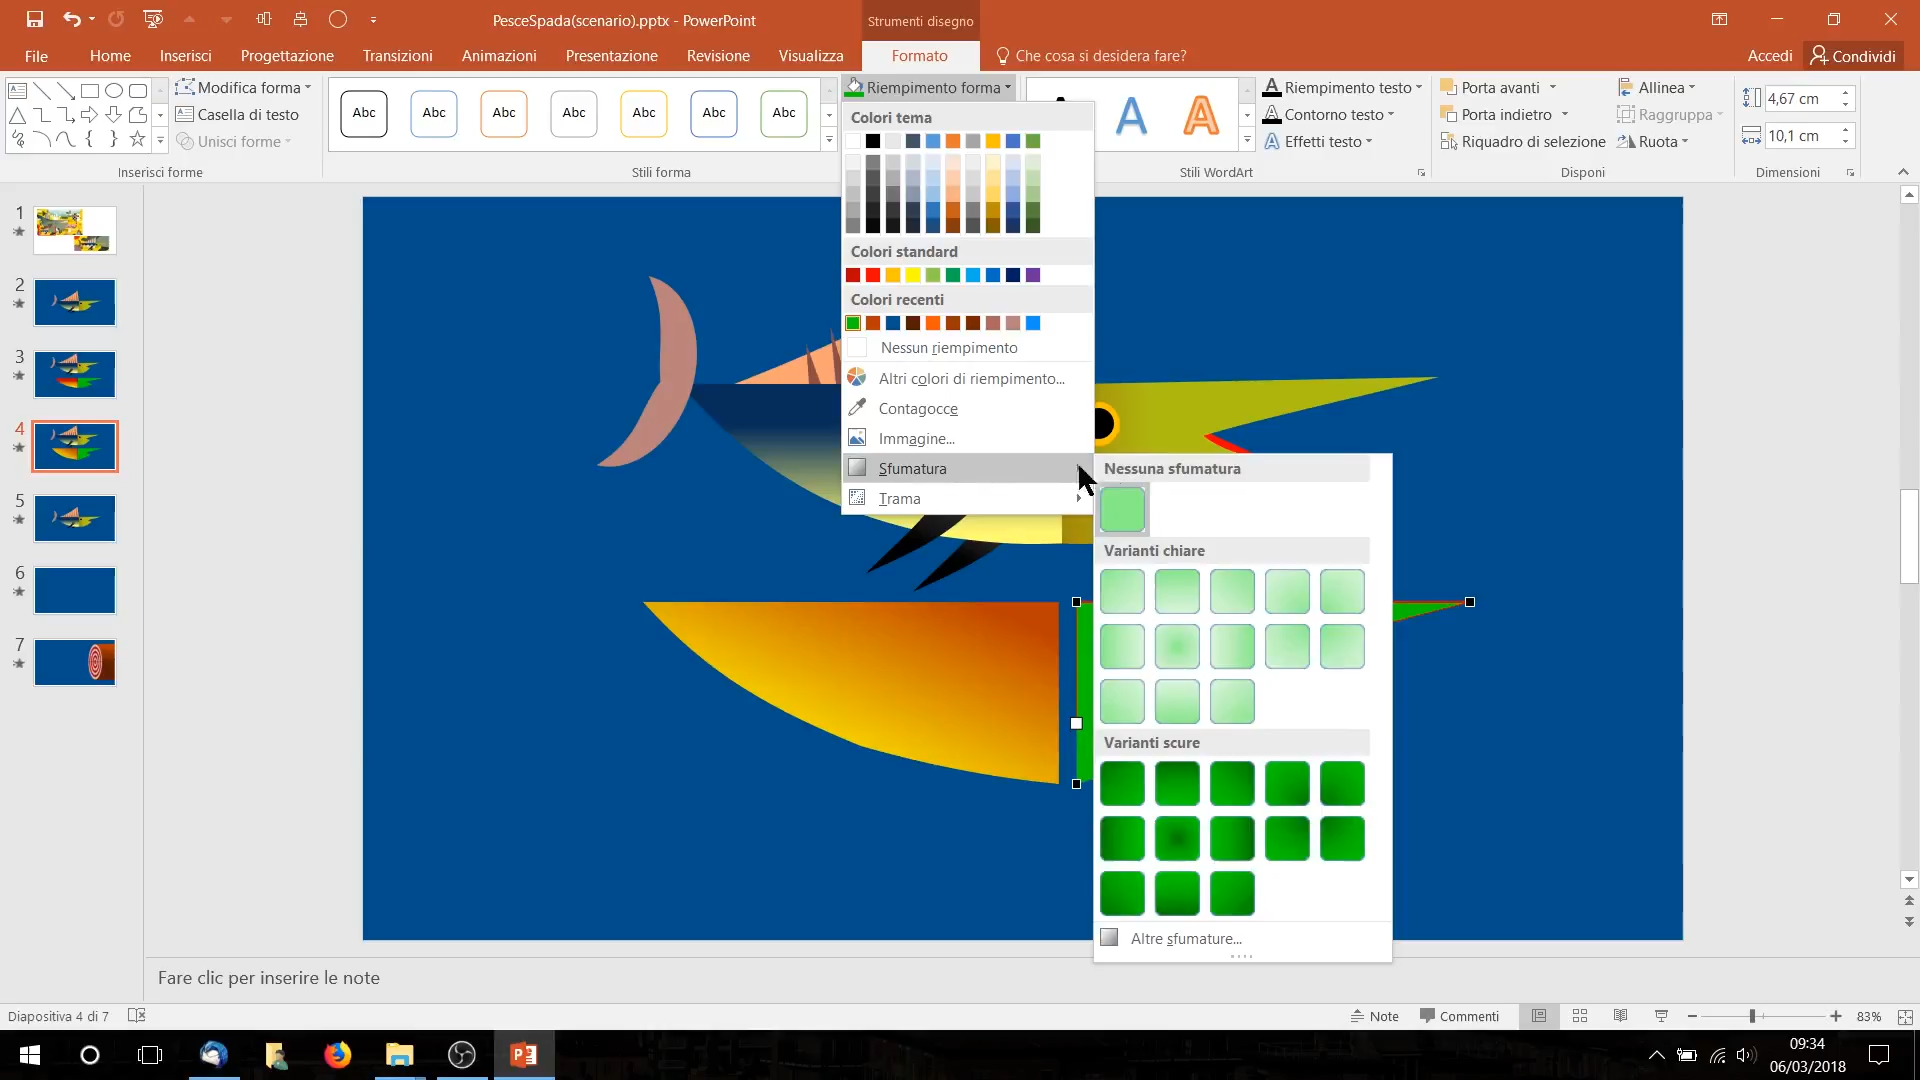 PesceSpada(scenario).pptx - PowerPoint
Strumenti disegno
File
Home
Inserisci
Progettazione
Transizioni
Animazioni
Presentazione
Revisione
Visualizza
Formato
Che cosa si desidera fare?
Accedi
Condividi
Modifica forma
Casella di testo
Unisci forme
Inserisci forme
Abc
Abc
Abc
Abc
Abc
Abc
Abc
Stili forma
Riempimento forma
A
A
Riempimento testo
Contorno testo
Effetti testo
Stili WordArt
Porta avanti
Porta indietro
Riquadro di selezione
Allinea
Raggruppa
Ruota
Disponi
4,67 cm
10,1 cm
Dimensioni
Colori tema
Colori standard
Colori recenti
Nessun riempimento
Altri colori di riempimento...
Contagocce
Immagine...
Sfumatura
Trama
Nessuna sfumatura
Varianti chiare
Varianti scure
Altre sfumature...
1
2
3
4
5
6
7
Fare clic per inserire le note
Diapositiva 4 di 7
Note
Commenti
83%
09:34
06/03/2018